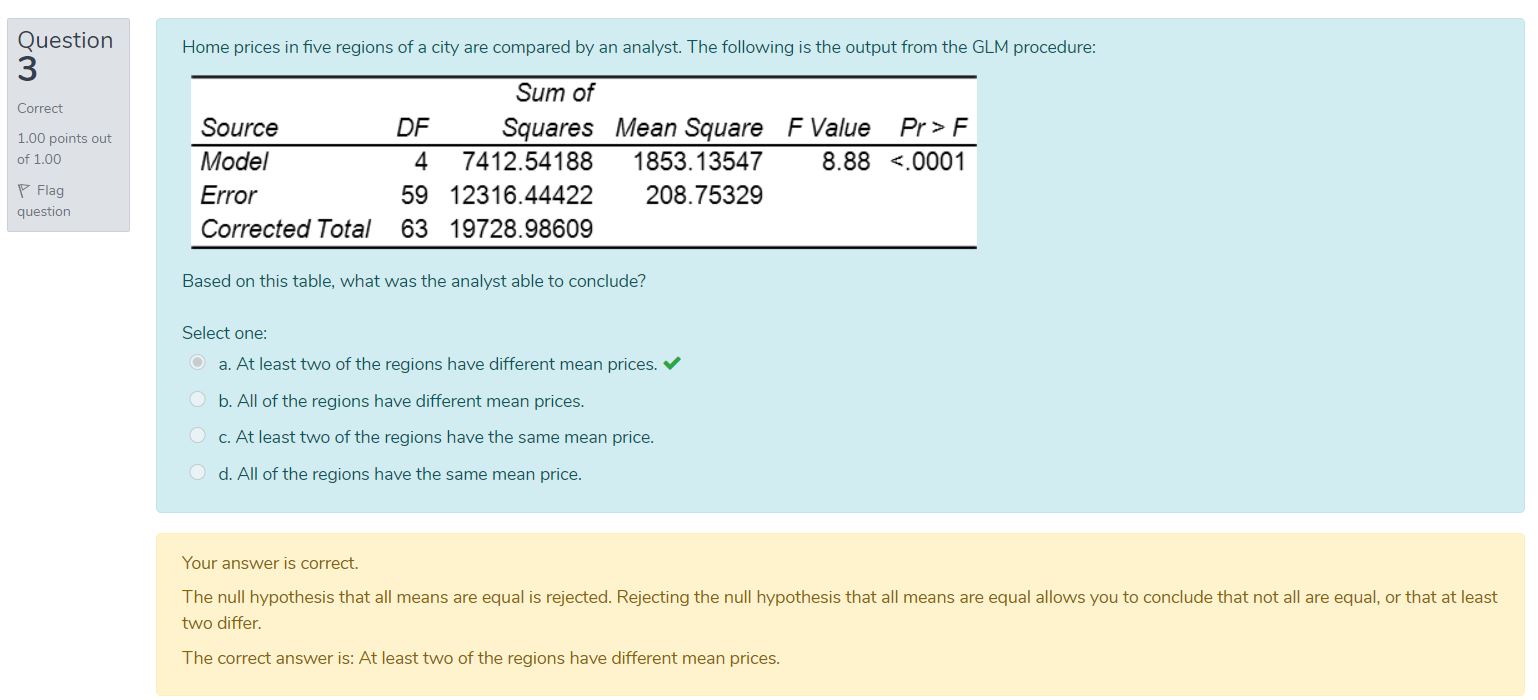 Question
3
Correct
1.00 points out
of 1.00
Flag
question
Home prices in five regions of a city are compared by an analyst. The following is the output from the GLM procedure:
Sum of
Source DF Squares Mean Square F Value Pr > F
Model 4 7412.54188 1853.13547 8.88 <.0001
Error 59 12316.44422 208.75329
Corrected Total 63 19728.98609
Based on this table, what was the analyst able to conclude?
Select one:
a. At least two of the regions have different mean prices.
b. All of the regions have different mean prices.
c. At least two of the regions have the same mean price.
d. All of the regions have the same mean price.
Your answer is correct.
The null hypothesis that all means are equal is rejected. Rejecting the null hypothesis that all means are equal allows you to conclude that not all are equal, or that at least
two differ.
The correct answer is: At least two of the regions have different mean prices.